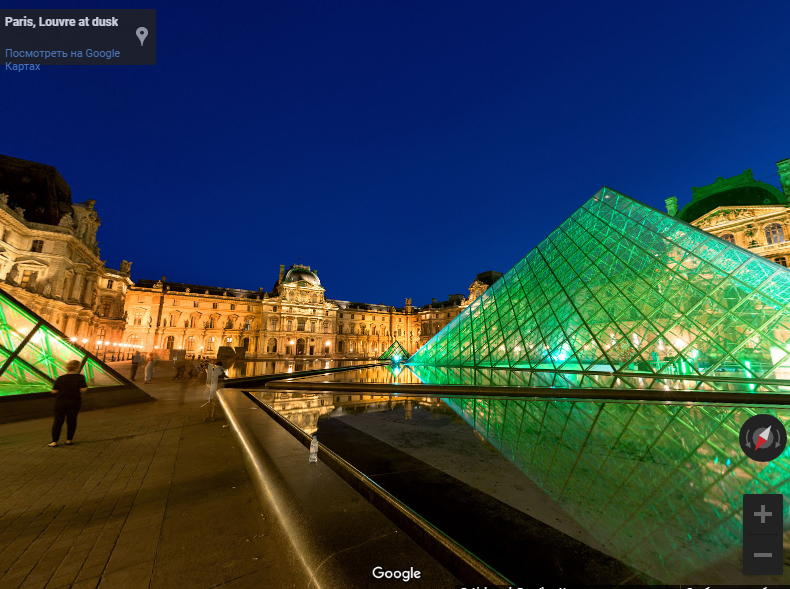 Paris, Louvre at dusk
Посмотреть на Google
Картах
Google